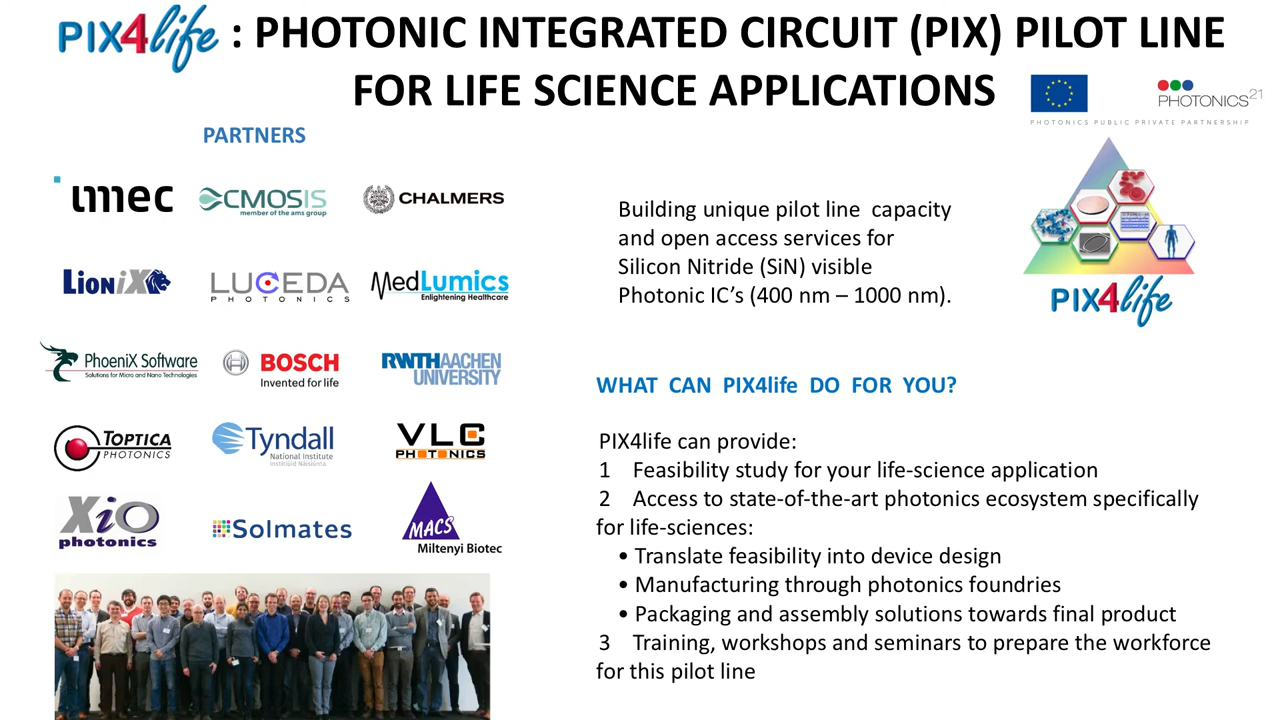 PIX4life : PHOTONIC INTEGRATED CIRCUIT (PIX) PILOT LINE
FOR LIFE SCIENCE APPLICATIONS
PHOTONICS21
PHOTONICS PUBLIC PRIVATE PARTNERSHIP
PARTNERS
imec
CMOSIS
member of the ams group
CHALMERS
LioniX
LUCEDA
PHOTONICS
MedLumics
Enlightening Healthcare
PhoeniX Software
Solutions for Micro and Nano Technologies
BOSCH
Invented for life
RWTHAACHEN
UNIVERSITY
TOPTICA
PHOTONICS
Tyndall
National Institute
Institiúid Náisiúnta
VLC
PHOTONICS
XiO
photonics
Solmates
MACS
Miltenyi Biotec
Building unique pilot line capacity
and open access services for
Silicon Nitride (SiN) visible
Photonic IC’s (400 nm – 1000 nm).
PIX4life
WHAT CAN PIX4life DO FOR YOU?
PIX4life can provide:
1 Feasibility study for your life-science application
2 Access to state-of-the-art photonics ecosystem specifically
for life-sciences:
• Translate feasibility into device design
• Manufacturing through photonics foundries
• Packaging and assembly solutions towards final product
3 Training, workshops and seminars to prepare the workforce
for this pilot line